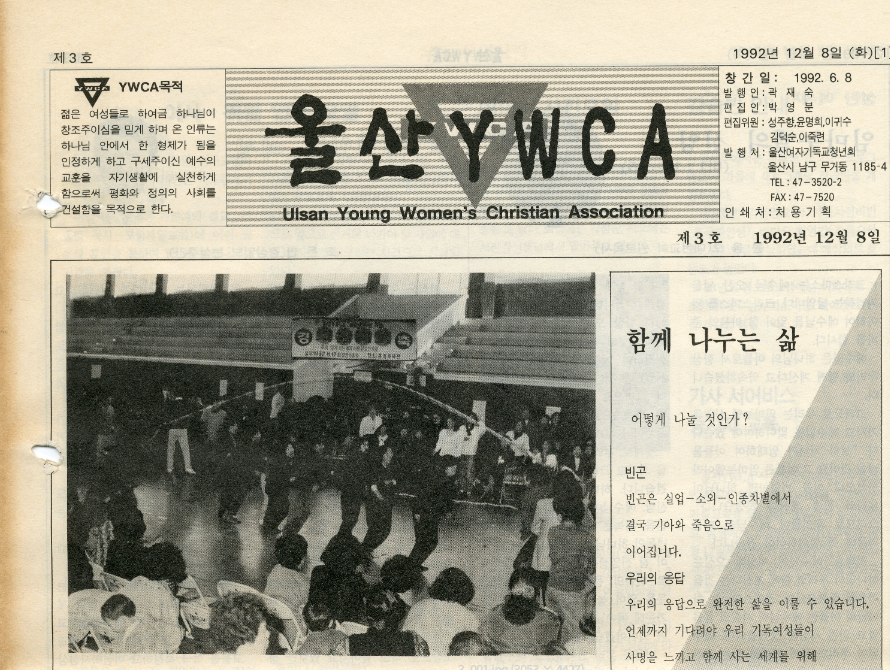 제 3 호
1992년 12월 8일 (화)[1]
YWCA
YWCA목적
젊은 여성들로 하여금 하나님이
창조주이심을 믿게 하며 온 인류는
하나님 안에서 한 형제가 됨을
인정하게 하고 구세주이신 예수의
교훈을 자기생활에 실천하게
함으로써 평화와 정의의 사회를
건설함을 목적으로 한다.
울산YWCA
Ulsan Young Women's Christian Association
창 간 일 : 1992. 6. 8
발 행 인 : 곽 재 숙
편 집 인 : 박 영 분
편집위원 : 성주향,윤명희,이귀수
김덕순,이죽련
발 행 처 : 울산여자기독교청년회
울산시 남구 무거동 1185-4
TEL : 47-3520-2
FAX : 47-7520
인 쇄 처 : 처 용 기 획
제 3 호 1992년 12월 8일
함께 나누는 삶
어떻게 나눌 것인가?
빈곤
빈곤은 실업-소외-인종차별에서
결국 기아와 죽음으로
이어집니다.
우리의 응답
우리의 응답으로 완전한 삶을 이룰 수 있습니다.
언제까지 기다려야 우리 기독여성들이
사명을 느끼고 함께 사는 세계를 위해